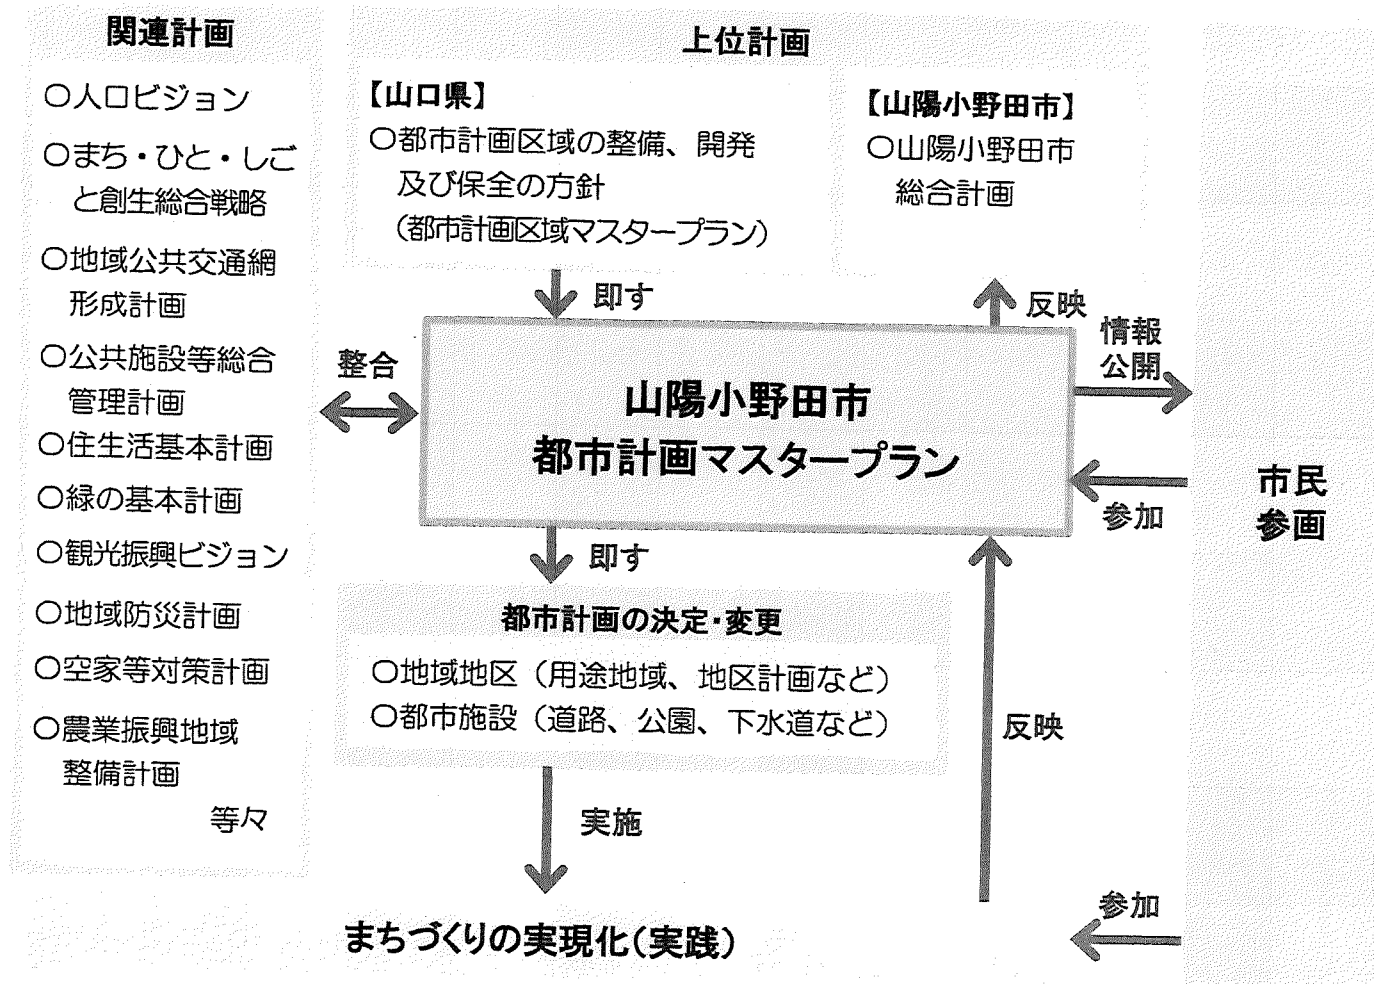 関連計画
○人口ビジョン
○まち・ひと・しご
と創生総合戦略
○地域公共交通網
形成計画
○公共施設等総合
管理計画
○住生活基本計画
○緑の基本計画
○観光振興ビジョン
○地域防災計画
○空家等対策計画
○農業振興地域
整備計画
等々
上位計画
【山口県】
○都市計画区域の整備、開発
及び保全の方針
（都市計画区域マスタープラン）
【山陽小野田市】
○山陽小野田市
総合計画
即す
反映
整合
山陽小野田市
都市計画マスタープラン
情報
公開
参加
市民
参画
即す
都市計画の決定・変更
○地域地区（用途地域、地区計画など）
○都市施設（道路、公園、下水道など）
実施
反映
まちづくりの実現化（実践）
参加